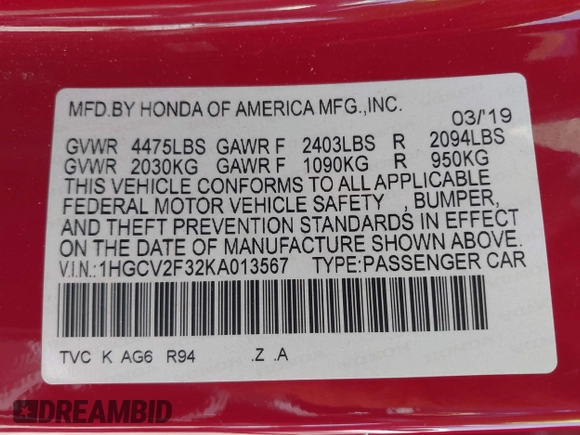 MFD.BY HONDA OF AMERICA MFG.,INC.
03/'19
GVWR 4475LBS GAWR F 2403LBS R 2094LBS
GVWR 2030KG GAWR F 1090KG R 950KG
THIS VEHICLE CONFORMS TO ALL APPLICABLE
FEDERAL MOTOR VEHICLE SAFETY , BUMPER,
AND THEFT PREVENTION STANDARDS IN EFFECT
ON THE DATE OF MANUFACTURE SHOWN ABOVE.
V.I.N.:1HGCV2F32KA013567 TYPE:PASSENGER CAR
TVC K AG6 R94 .Z .A
DREAMBID